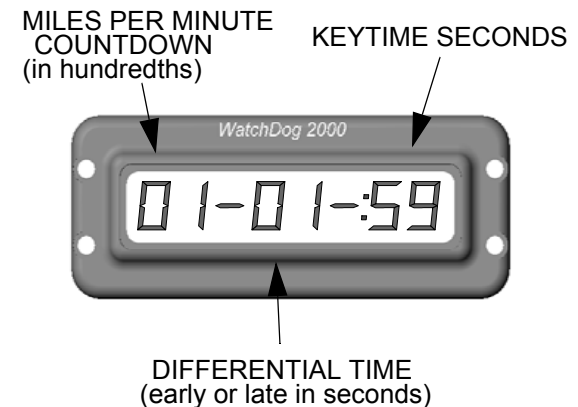 MILES PER MINUTE
COUNTDOWN
(in hundredths)
KEYTIME SECONDS
WatchDog 2000
01-01-:59
DIFFERENTIAL TIME
(early or late in seconds)